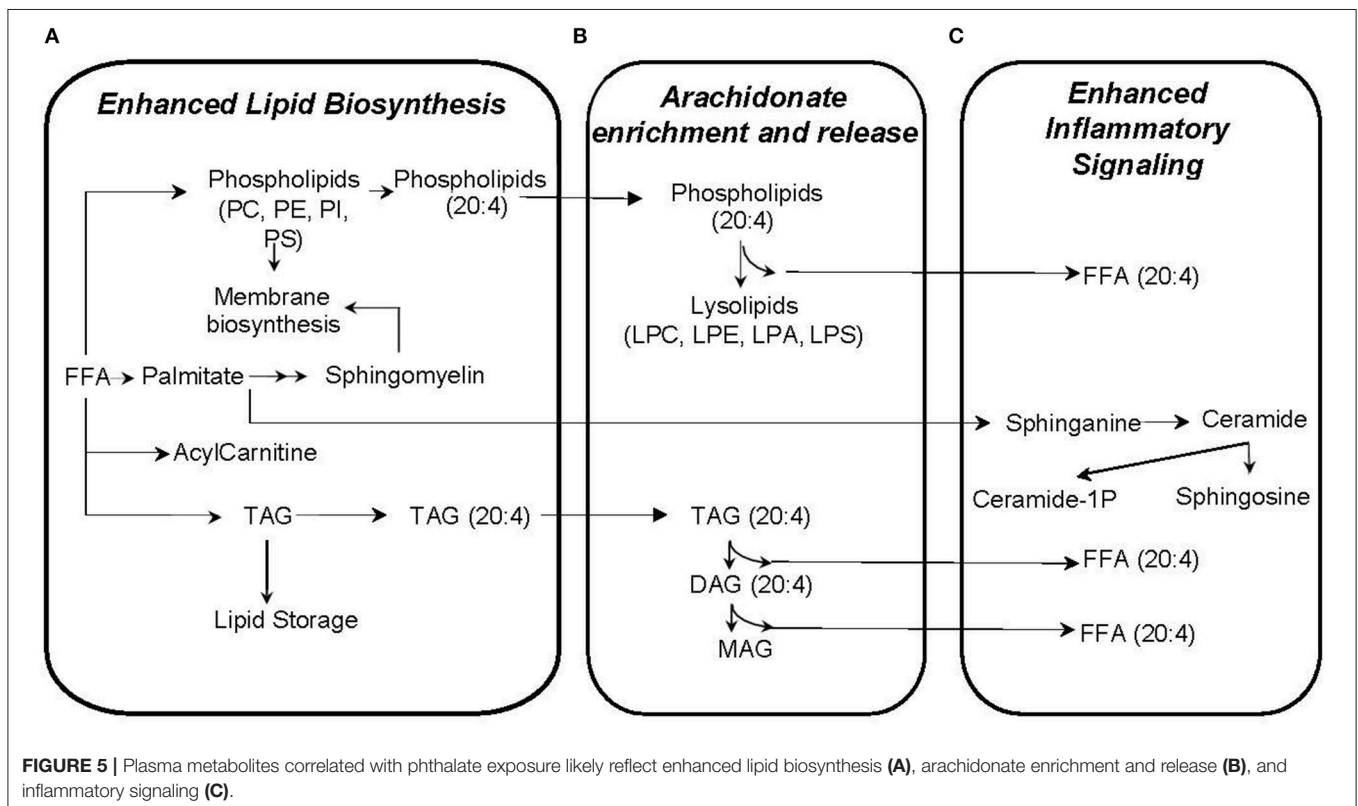 A
B
C
Enhanced Lipid Biosynthesis
Phospholipids
(PC, PE, PI,
PS)
Phospholipids
(20:4)
Membrane
biosynthesis
FFA
Palmitate
Sphingomyelin
AcylCarnitine
TAG
TAG (20:4)
Lipid Storage
Arachidonate
enrichment and release
Phospholipids
(20:4)
Lysolipids
(LPC, LPE, LPA, LPS)
TAG (20:4)
DAG (20:4)
MAG
Enhanced
Inflammatory
Signaling
FFA (20:4)
Sphinganine
Ceramide
Ceramide-1P
Sphingosine
FFA (20:4)
FFA (20:4)
FIGURE 5 | Plasma metabolites correlated with phthalate exposure likely reflect enhanced lipid biosynthesis (A), arachidonate enrichment and release (B), and
inflammatory signaling (C).